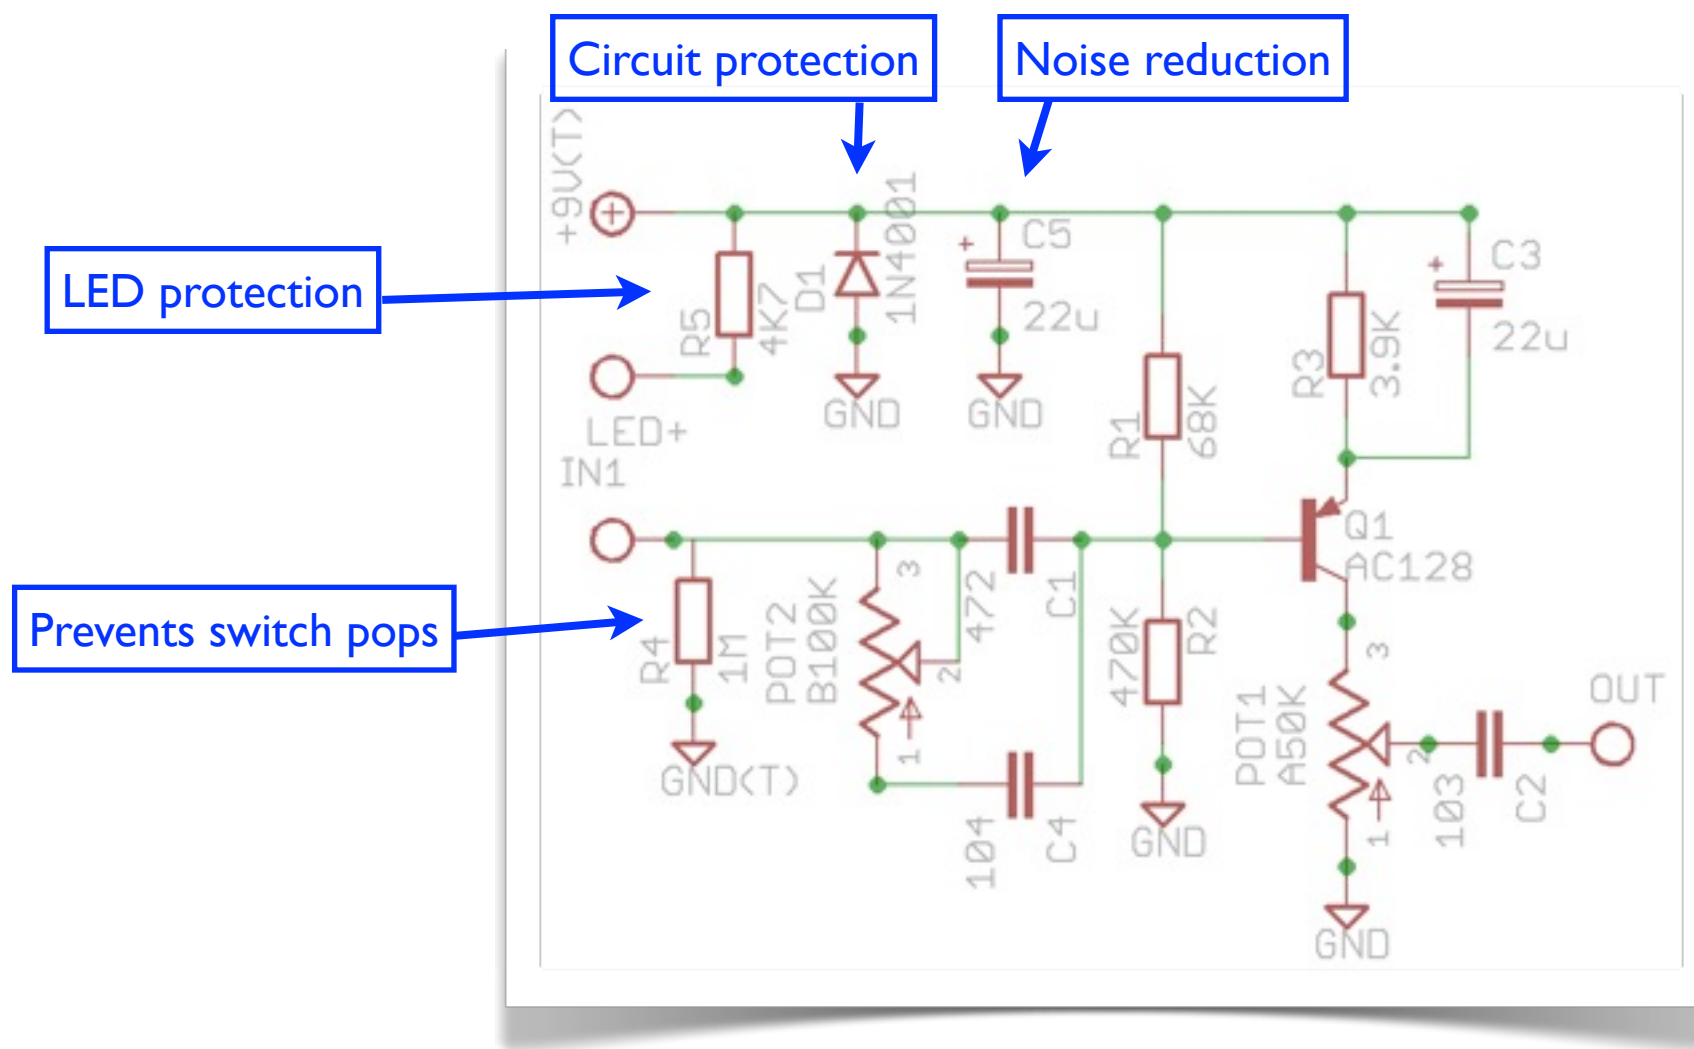 Circuit protection
Noise reduction
LED protection
Prevents switch pops
+9V(T)
LED+
IN1
R5
4K7
D1
1N4001
GND
C5
22u
GND
R1
68K
R3
3.9K
C3
22u
Q1
AC128
R4
1M
GND(T)
POT2
B100K
3
2
1
472
C1
104
C4
470K
R2
GND
POT1
A50K
3
2
1
103
C2
OUT
GND